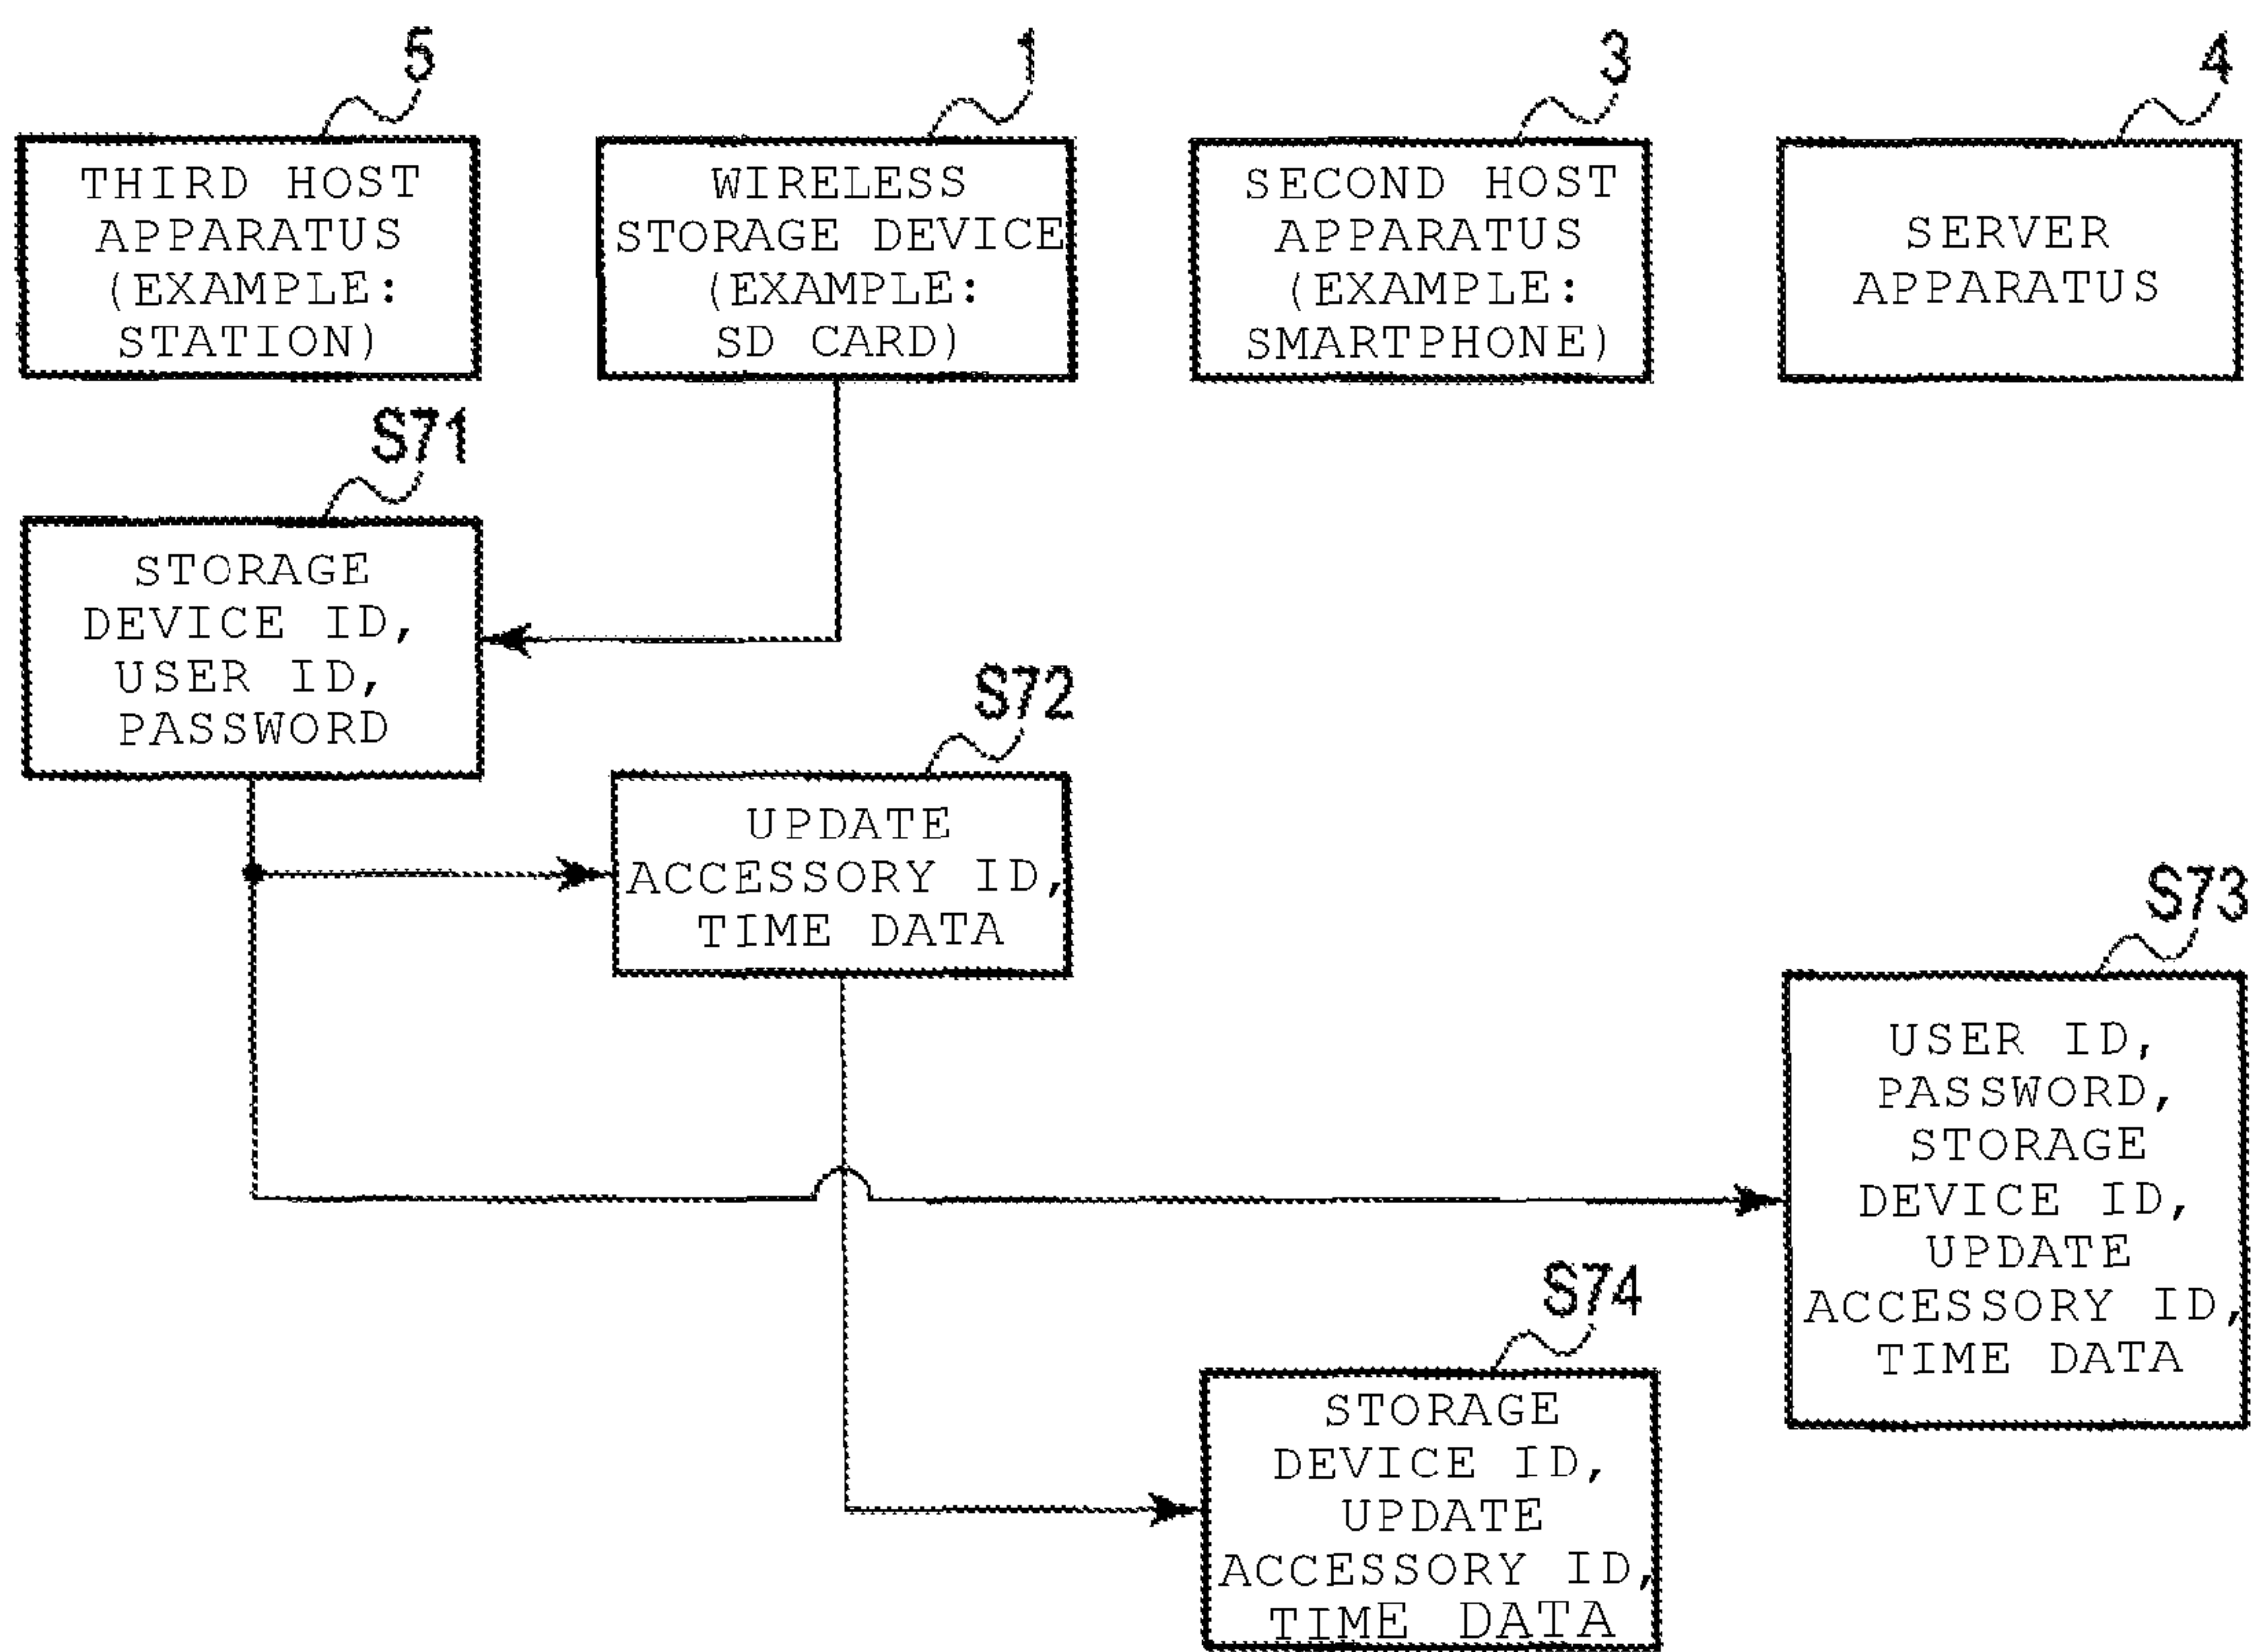 5
1
3
4
THIRD HOST
APPARATUS
(EXAMPLE:
STATION)
WIRELESS
STORAGE DEVICE
(EXAMPLE:
SD CARD)
SECOND HOST
APPARATUS
(EXAMPLE:
SMARTPHONE)
SERVER
APPARATUS
S71
STORAGE
DEVICE ID,
USER ID,
PASSWORD
S72
UPDATE
ACCESSORY ID,
TIME DATA
S73
USER ID,
PASSWORD,
STORAGE
DEVICE ID,
UPDATE
ACCESSORY ID,
TIME DATA
S74
STORAGE
DEVICE ID,
UPDATE
ACCESSORY ID,
TIME DATA